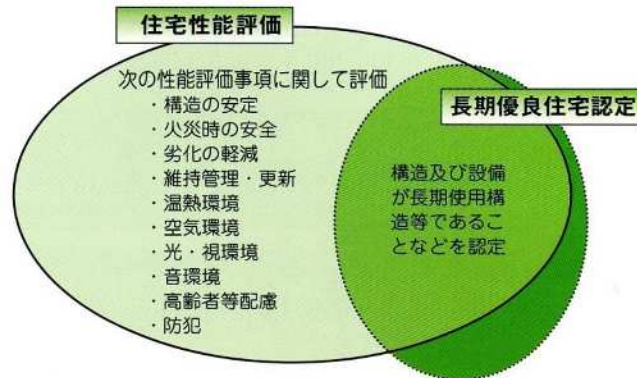 住宅性能評価
次の性能評価事項に関して評価
・構造の安定
・火災時の安全
・劣化の軽減
・維持管理・更新
・温熱環境
・空気環境
・光・視環境
・音環境
・高齢者等配慮
・防犯
長期優良住宅認定
構造及び設備
が長期使用構
造等であるこ
となどを認定